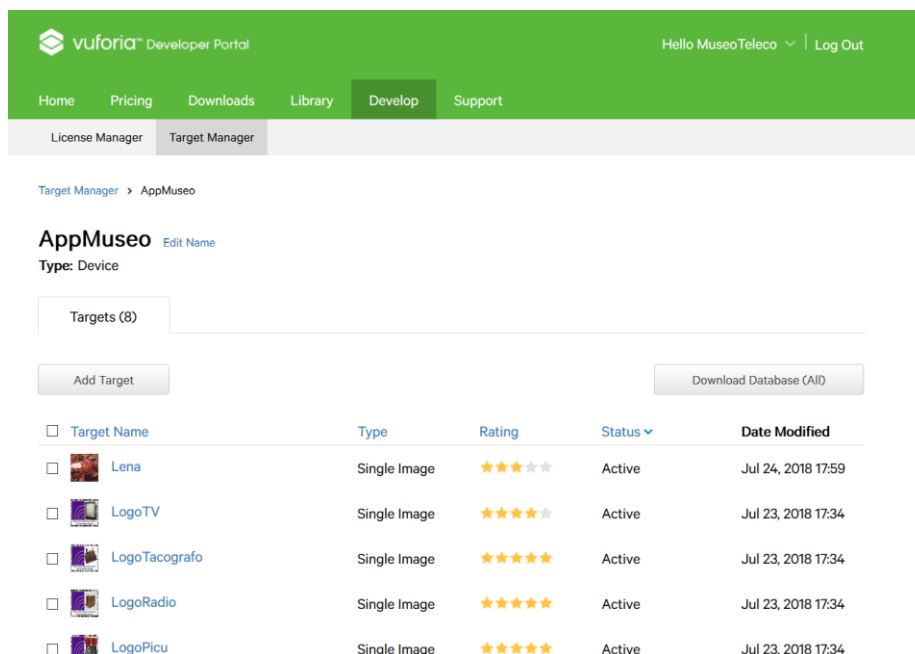 vuforia™ Developer Portal
Hello MuseoTeleco
Log Out
Home Pricing Downloads Library Develop Support
License Manager Target Manager
Target Manager > AppMuseo
AppMuseo Edit Name
Type: Device
Targets (8)
Add Target
Download Database (All)
Target Name Type Rating Status Date Modified
Lena Single Image Active Jul 24, 2018 17:59
LogoTV Single Image Active Jul 23, 2018 17:34
LogoTacografo Single Image Active Jul 23, 2018 17:34
LogoRadio Single Image Active Jul 23, 2018 17:34
LogoPicu Single Image Active Jul 23, 2018 17:34